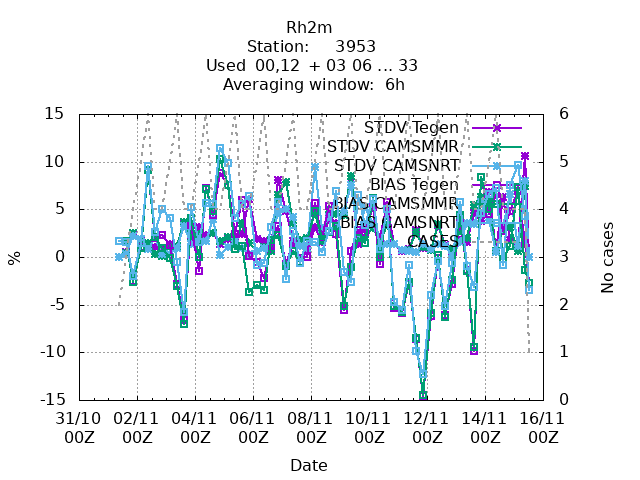 Rh2m
Station: 3953
Used 00,12 + 03 06 ... 33
Averaging window: 6h
15
10
5
0
-5
-10
-15
%
6
5
4
3
2
1
0
No cases
STDV Tegen
STDV CAMSMMR
STDV CAMSNRT
BIAS Tegen
BIAS CAMSMMR
BIAS CAMSNRT
CASES
31/10 02/11 04/11 06/11 08/11 10/11 12/11 14/11 16/11
00Z 00Z 00Z 00Z 00Z 00Z 00Z 00Z 00Z
Date